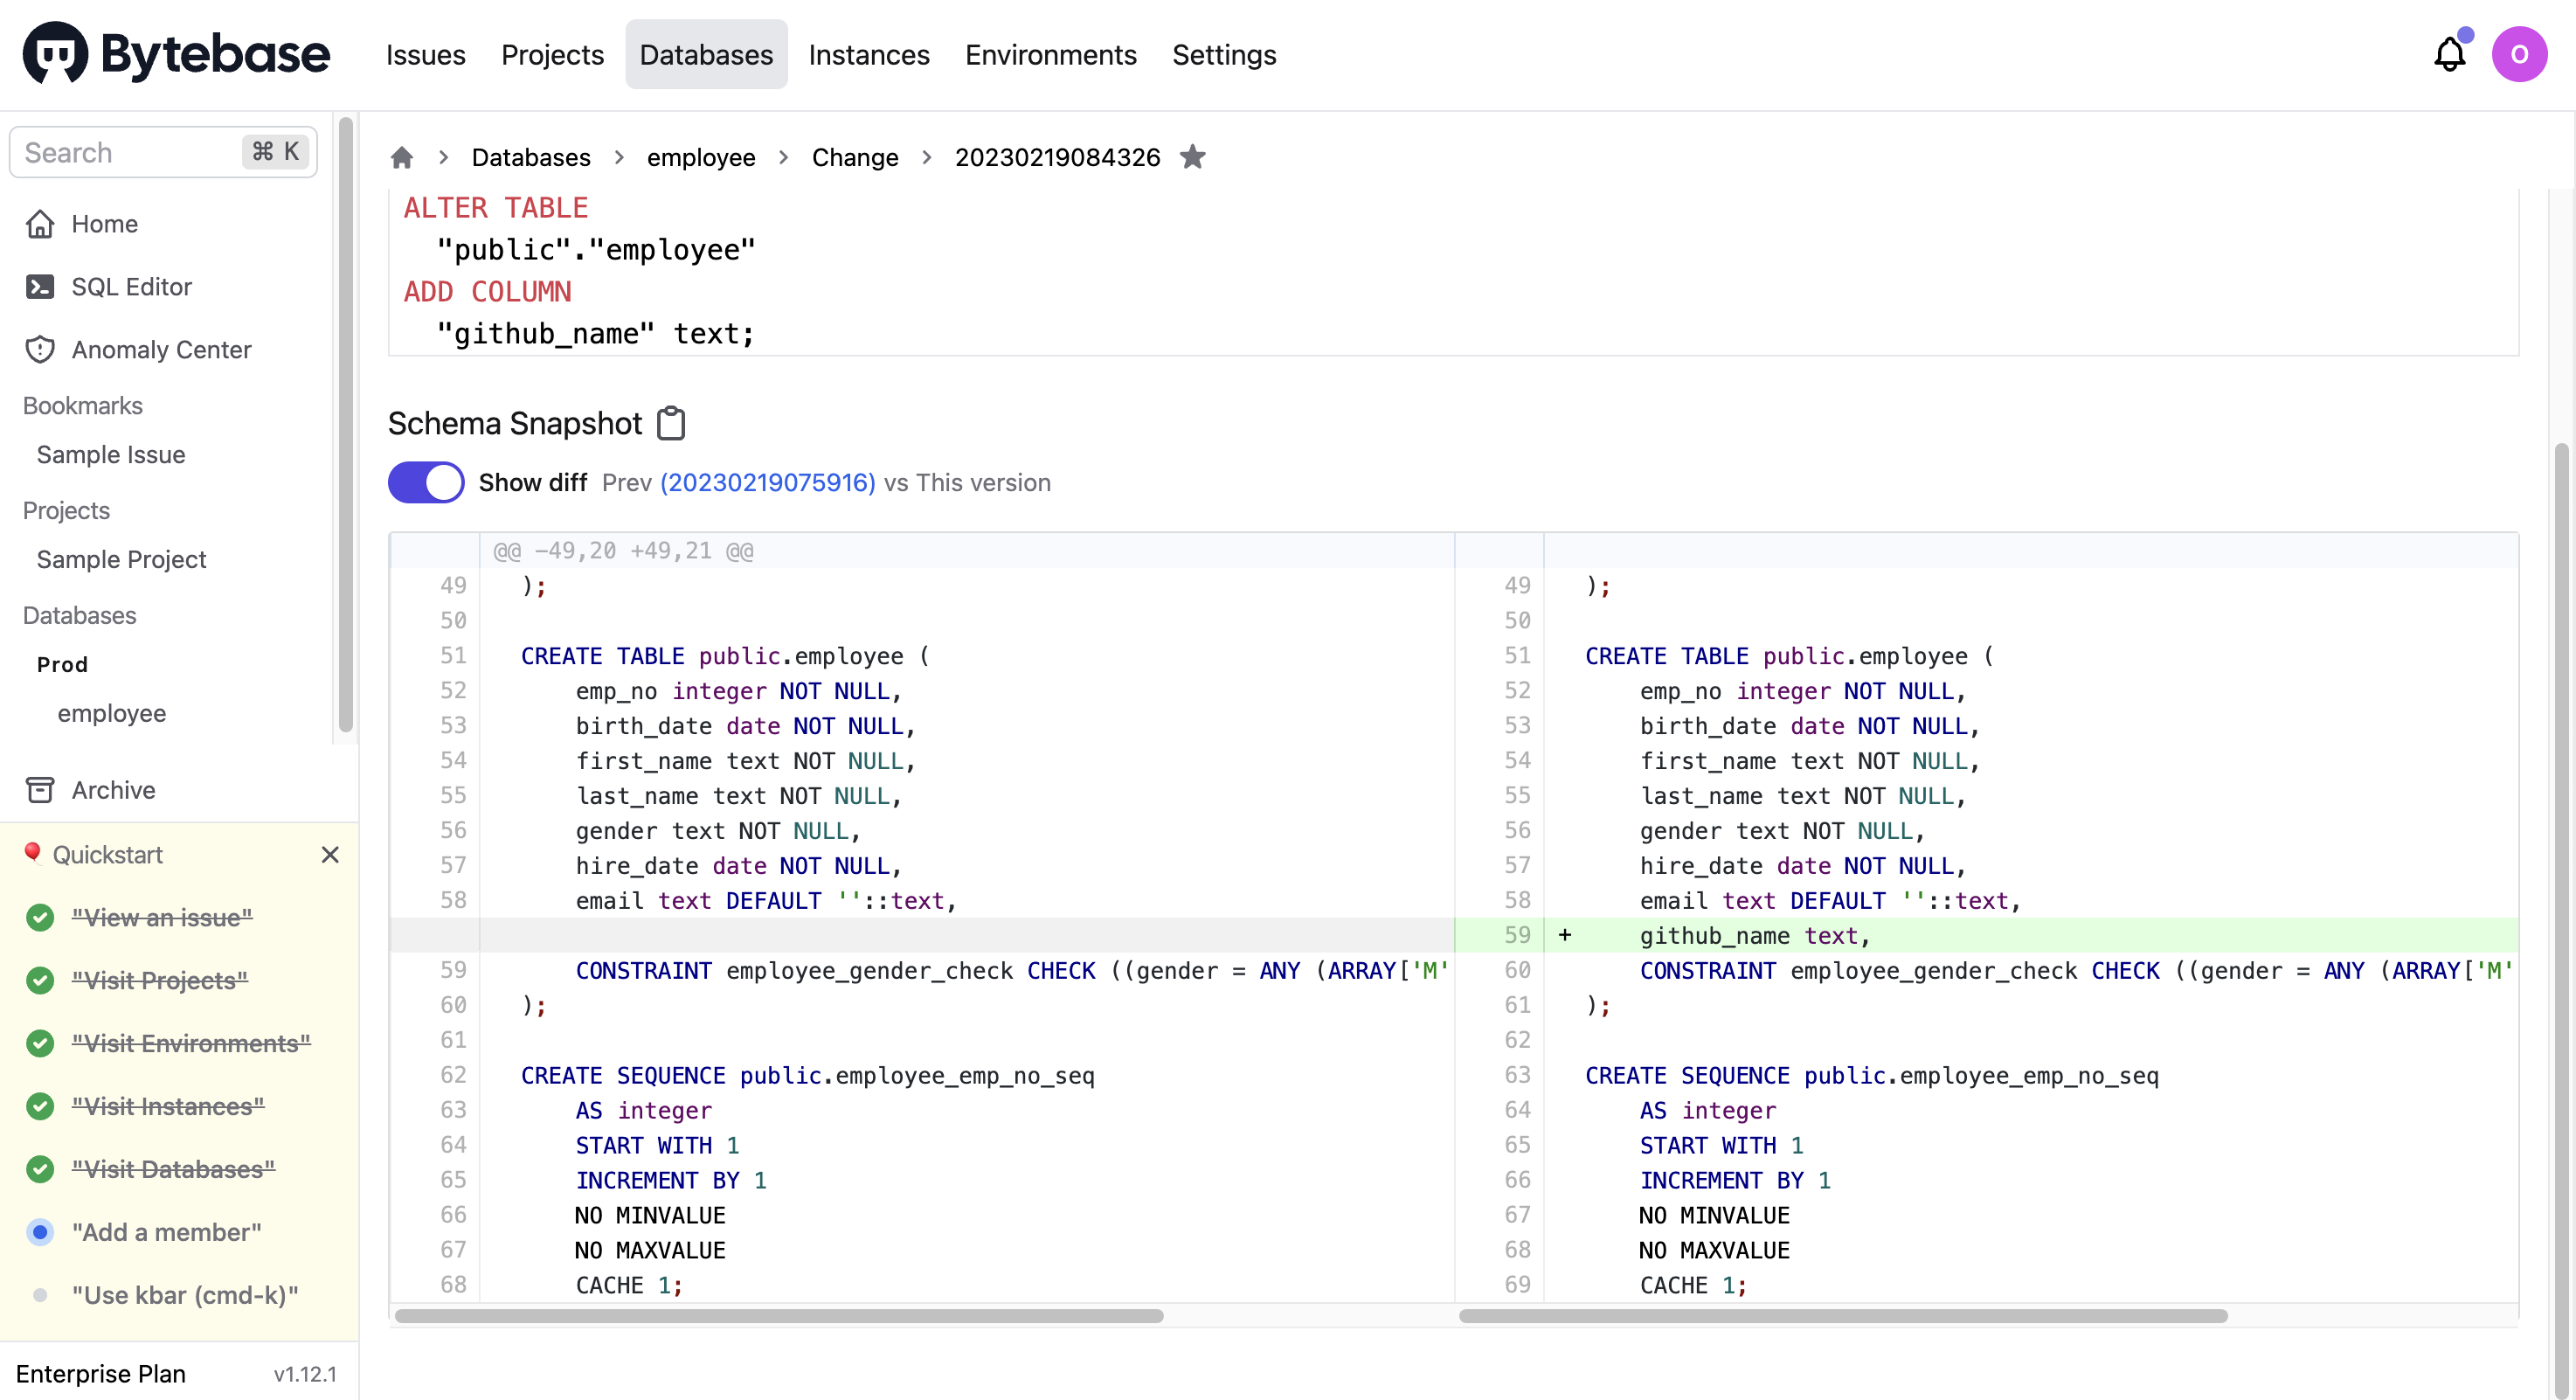 Bytebase
Issues Projects Databases Instances Environments Settings
O
Search ⌘ K
Home
SQL Editor
Anomaly Center
Bookmarks
Sample Issue
Projects
Sample Project
Databases
Prod
employee
Archive
Quickstart
"View an issue"
"Visit Projects"
"Visit Environments"
"Visit Instances"
"Visit Databases"
"Add a member"
"Use kbar (cmd-k)"
Enterprise Plan v1.12.1
Databases > employee > Change > 20230219084326
ALTER TABLE
"public"."employee"
ADD COLUMN
"github_name" text;
Schema Snapshot
Show diff Prev (20230219075916) vs This version
@@ -49,20 +49,21 @@
49 );
50
51 CREATE TABLE public.employee (
52 emp_no integer NOT NULL,
53 birth_date date NOT NULL,
54 first_name text NOT NULL,
55 last_name text NOT NULL,
56 gender text NOT NULL,
57 hire_date date NOT NULL,
58 email text DEFAULT ''::text,
59 CONSTRAINT employee_gender_check CHECK ((gender = ANY (ARRAY['M'
60 );
61
62 CREATE SEQUENCE public.employee_emp_no_seq
63 AS integer
64 START WITH 1
65 INCREMENT BY 1
66 NO MINVALUE
67 NO MAXVALUE
68 CACHE 1;
49 );
50
51 CREATE TABLE public.employee (
52 emp_no integer NOT NULL,
53 birth_date date NOT NULL,
54 first_name text NOT NULL,
55 last_name text NOT NULL,
56 gender text NOT NULL,
57 hire_date date NOT NULL,
58 email text DEFAULT ''::text,
59 + github_name text,
60 CONSTRAINT employee_gender_check CHECK ((gender = ANY (ARRAY['M'
61 );
62
63 CREATE SEQUENCE public.employee_emp_no_seq
64 AS integer
65 START WITH 1
66 INCREMENT BY 1
67 NO MINVALUE
68 NO MAXVALUE
69 CACHE 1;